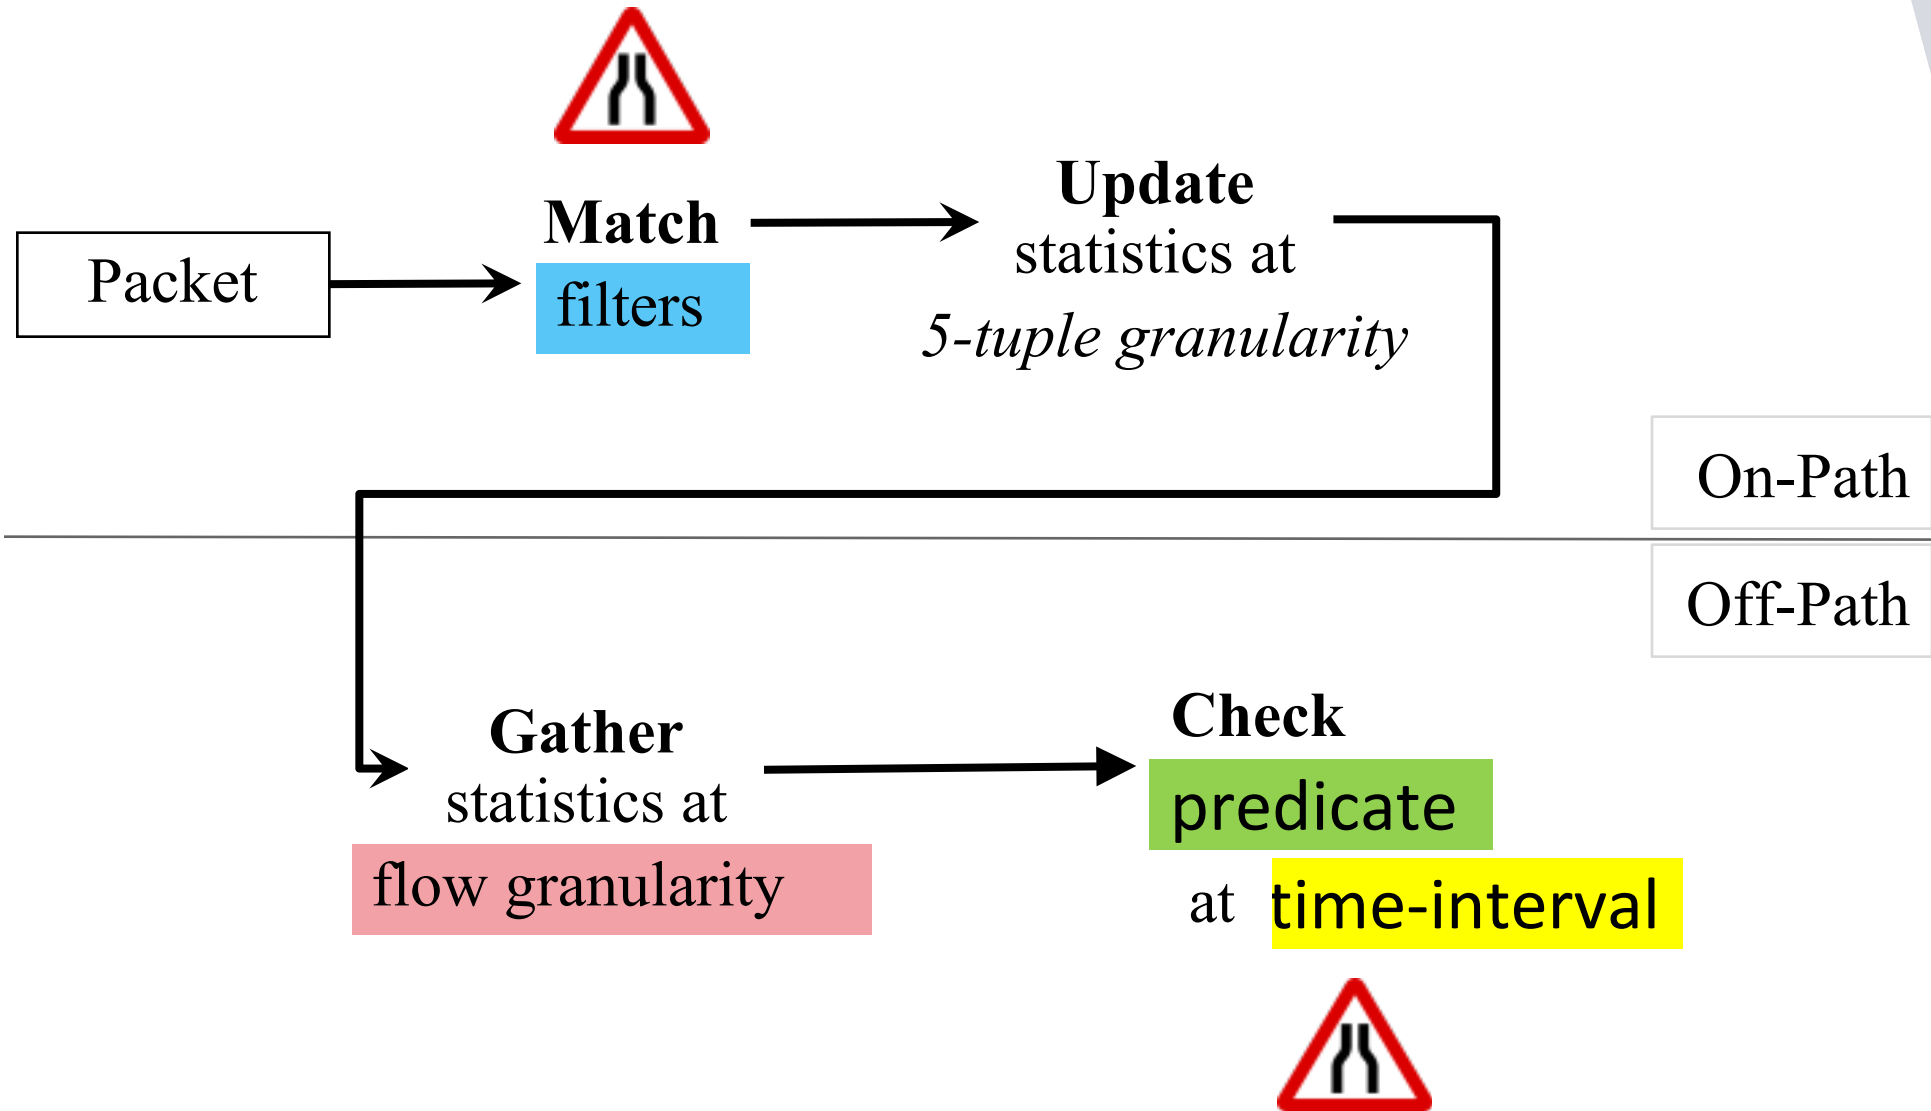 Packet
Match
filters
Update
statistics at
5-tuple granularity
On-Path
Off-Path
Gather
statistics at
flow granularity
Check
predicate
at time-interval